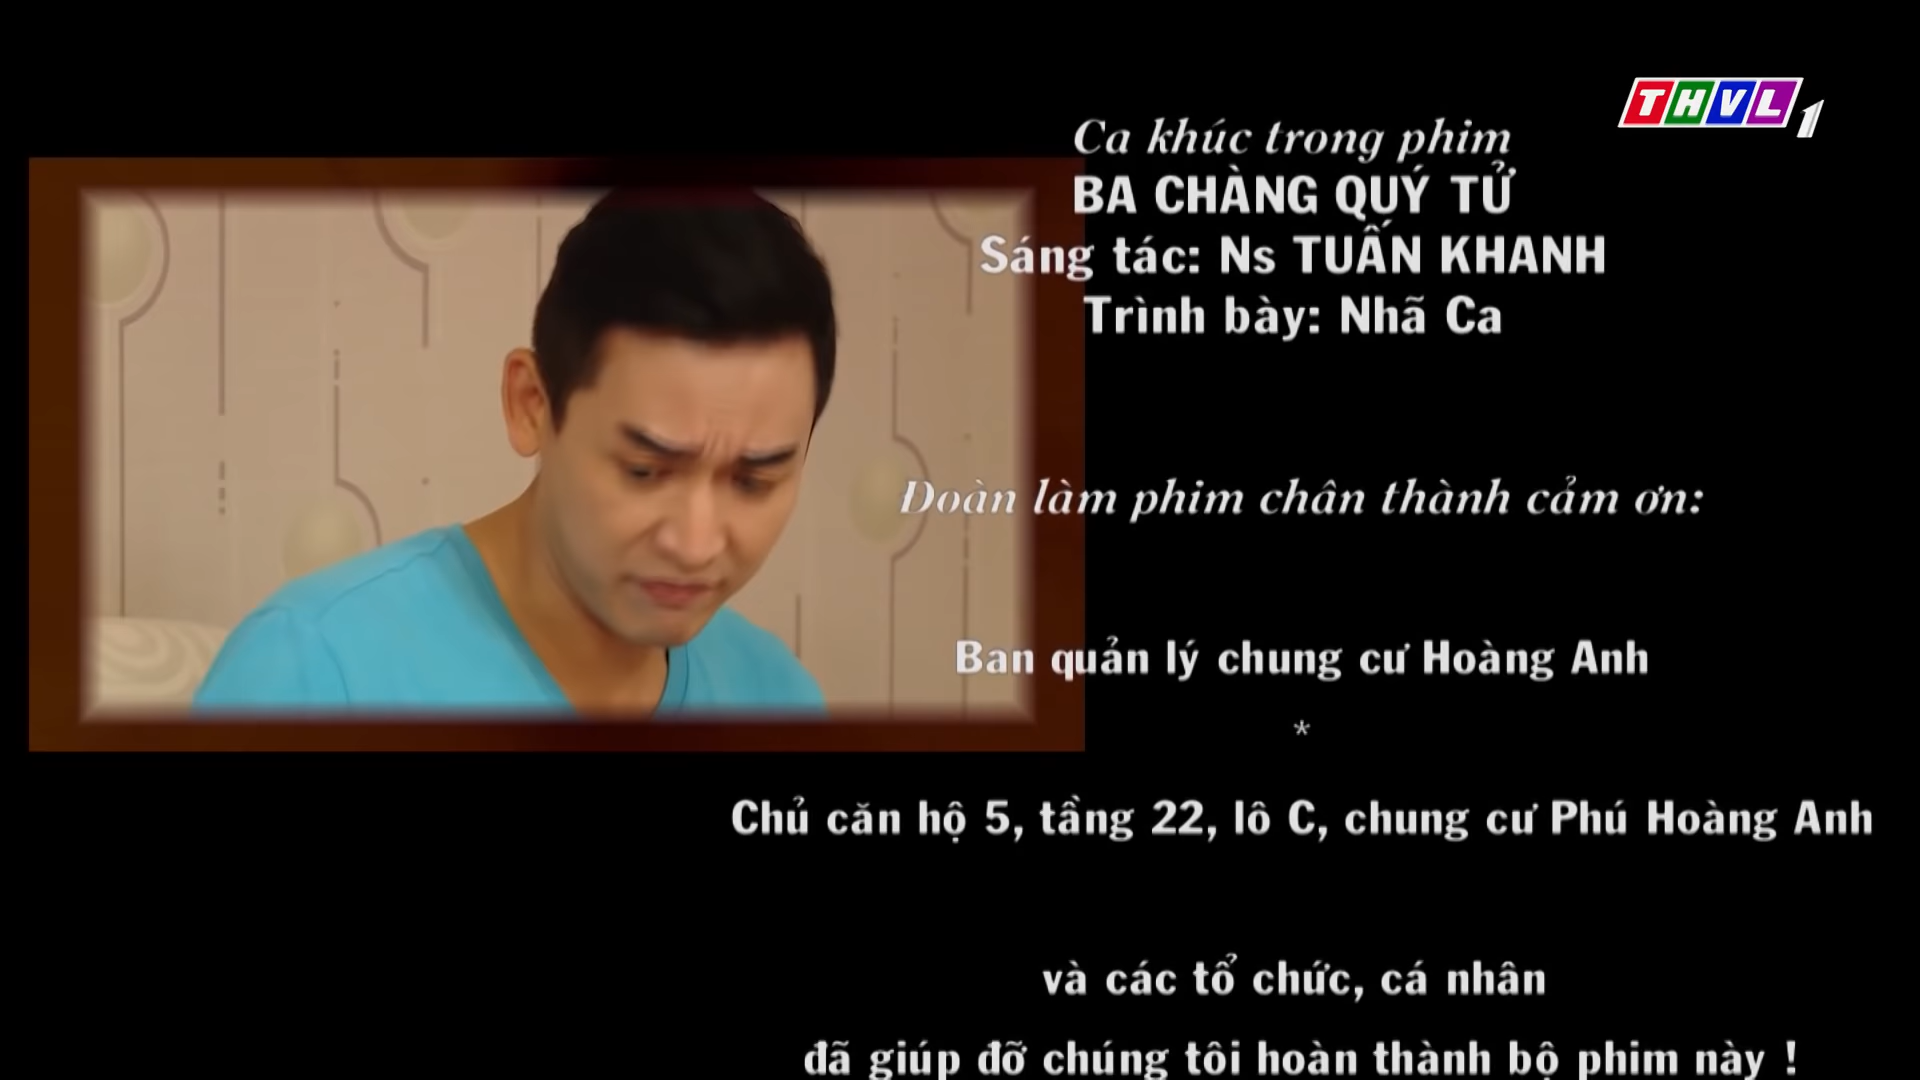 THVL1
Ca khúc trong phim
BA CHÀNG QUÝ TỬ
Sáng tác: Ns TUẤN KHANH
Trình bày: Nhã Ca
Đoàn làm phim chân thành cảm ơn:
Ban quản lý chung cư Hoàng Anh
*
Chủ căn hộ 5, tầng 22, lô C, chung cư Phú Hoàng Anh
và các tổ chức, cá nhân
đã giúp đỡ chúng tôi hoàn thành bộ phim này !